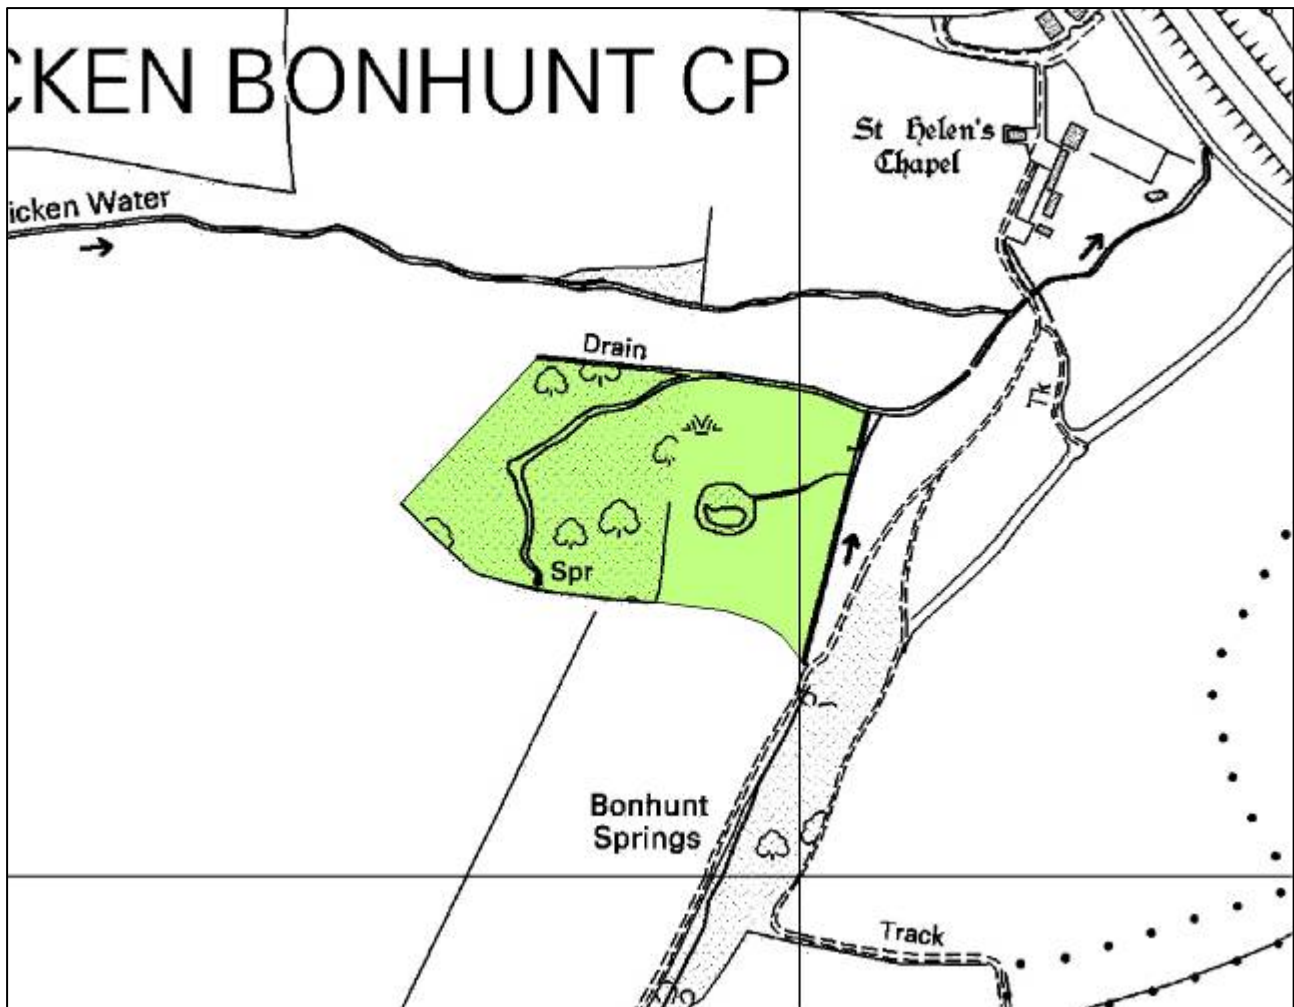 CKEN BONHUNT CP
St Helen's
Chapel
icken Water
Drain
Tk
Spr
Bonhunt
Springs
Track